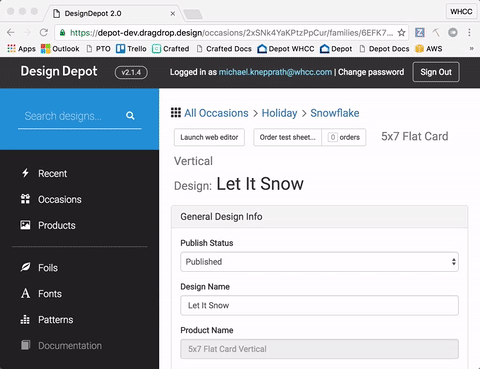 DesignDepot 2.0
WHCC
https://depot-dev.dragdrop.design/occasions/2xSNk4YaKPtzPpCur/families/6EFK7...
Apps
Outlook
PTO
Trello
Crafted
Crafted Docs
Depot WHCC
Depot
Depot Docs
AWS
»
Design Depot
v2.1.4
Logged in as michael.knepprath@whcc.com | Change password
Sign Out
Search designs...
Recent
Occasions
Products
Foils
Fonts
Patterns
Documentation
All Occasions > Holiday > Snowflake
Launch web editor
Order test sheet...
0 orders
5x7 Flat Card
Vertical
Design: Let It Snow
General Design Info
Publish Status
Published
Design Name
Let It Snow
Product Name
5x7 Flat Card Vertical